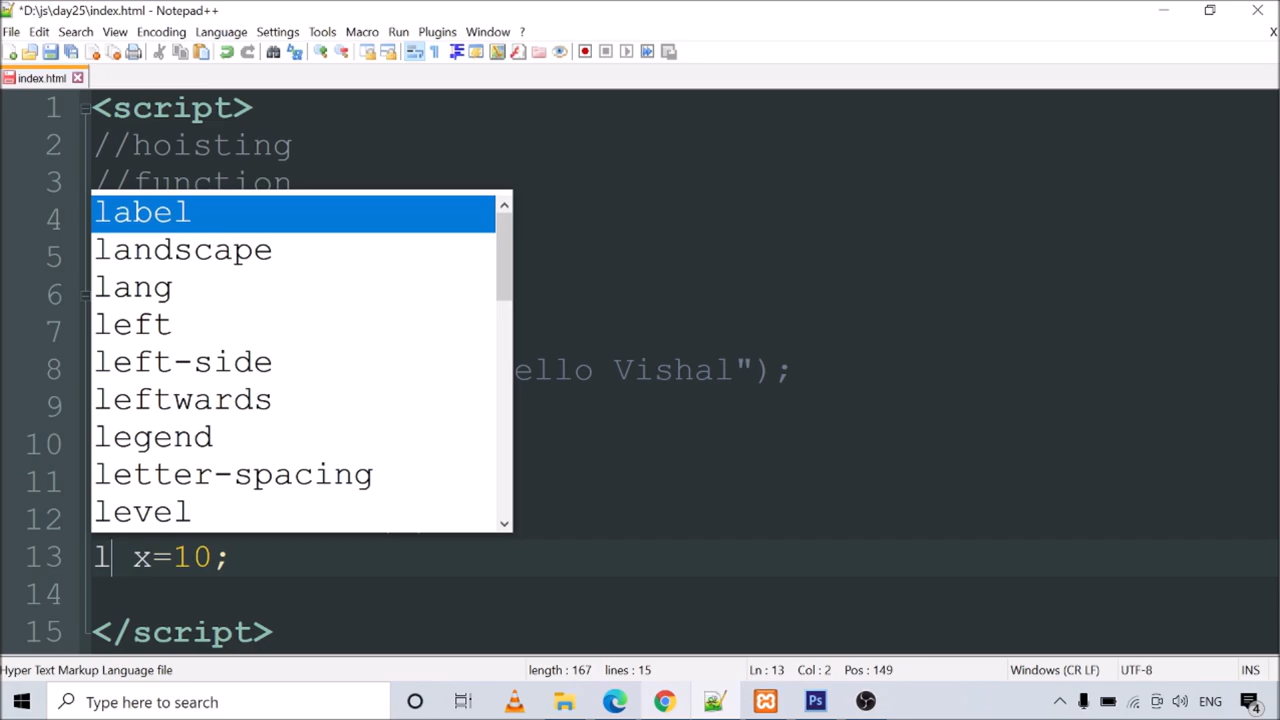 *D:\js\day25\index.html - Notepad++
File Edit Search View Encoding Language Settings Tools Macro Run Plugins Window ? X
index.html
1 <script>
2 //hoisting
3 //function
4 label
5 landscape
6 lang
7 left
8 left-side ello Vishal");
9 leftwards
10 legend
11 letter-spacing
12 level
13 l x=10;
14
15 </script>
Hyper Text Markup Language file length : 167 lines : 15 Ln : 13 Col : 2 Pos : 149 Windows (CR LF) UTF-8 INS
Type here to search Ps ENG 4